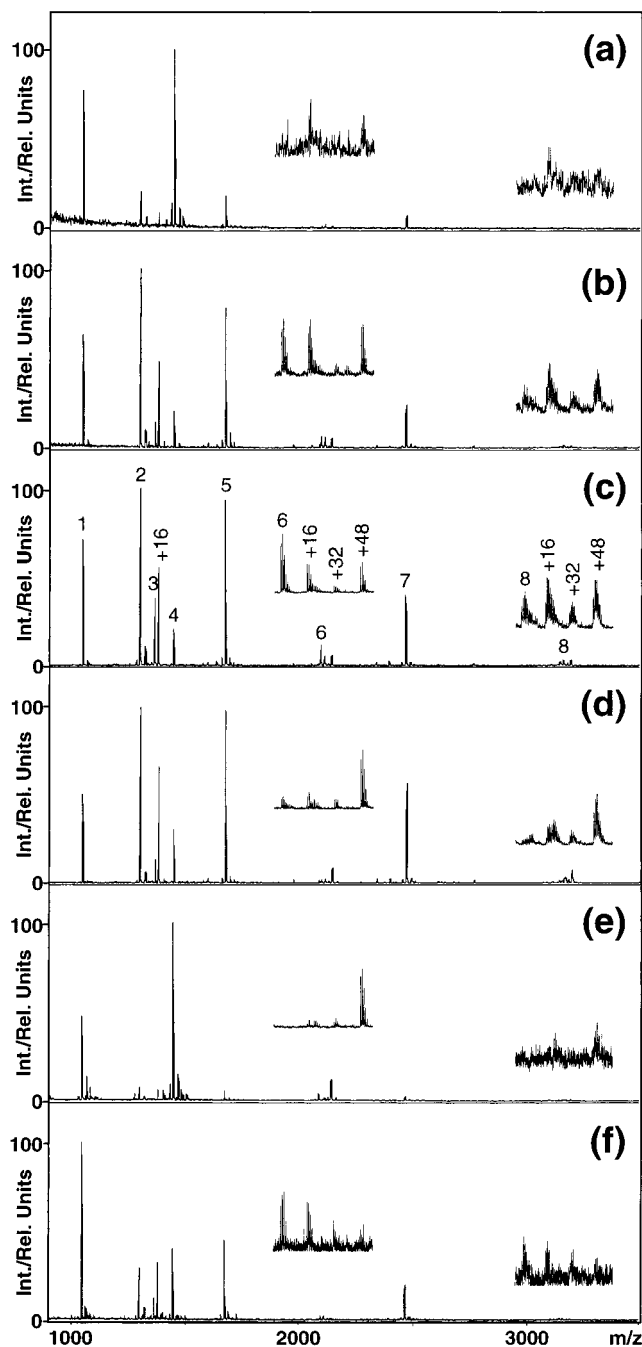 (a)
Int./Rel. Units
100
0
(b)
Int./Rel. Units
100
0
(c)
Int./Rel. Units
100
0
1
2
3
+16
4
5
6
6
+16
+32
+48
7
8
8
+16
+32
+48
(d)
Int./Rel. Units
100
0
(e)
Int./Rel. Units
100
0
(f)
Int./Rel. Units
100
0
1000 2000 3000 m/z